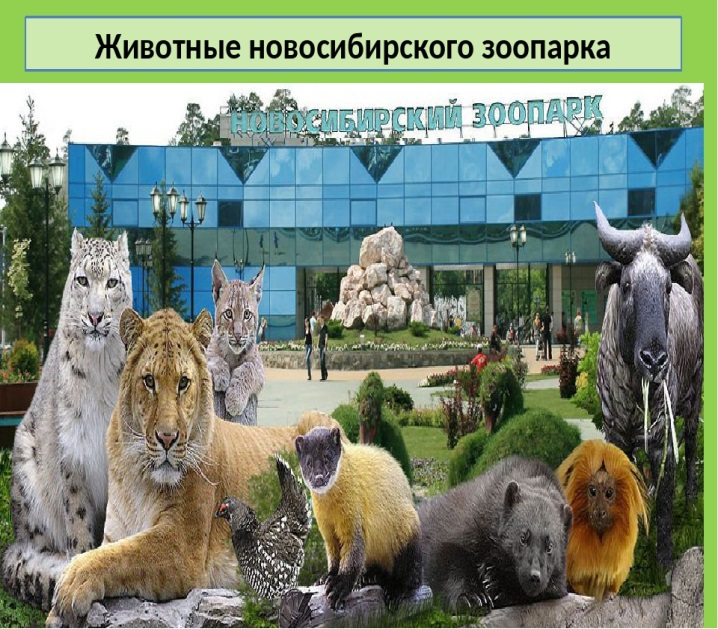 Животные новосибирского зоопарка
НОВОСИБИРСКИЙ ЗООПАРК